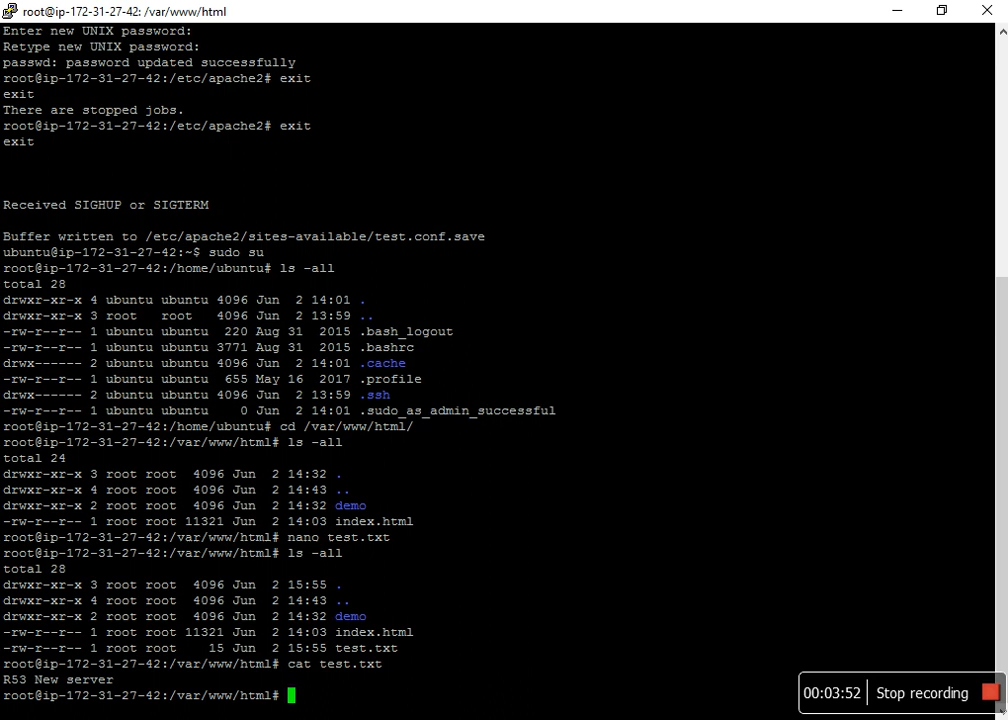 root@ip-172-31-27-42: /var/www/html
Enter new UNIX password:
Retype new UNIX password:
passwd: password updated successfully
root@ip-172-31-27-42:/etc/apache2# exit
exit
There are stopped jobs.
root@ip-172-31-27-42:/etc/apache2# exit
exit
Received SIGHUP or SIGTERM
Buffer written to /etc/apache2/sites-available/test.conf.save
ubuntu@ip-172-31-27-42:~$ sudo su
root@ip-172-31-27-42:/home/ubuntu# ls -all
total 28
drwxr-xr-x 4 ubuntu ubuntu 4096 Jun  2 14:01 .
drwxr-xr-x 3 root   root   4096 Jun  2 13:59 ..
-rw-r--r-- 1 ubuntu ubuntu  220 Aug 31  2015 .bash_logout
-rw-r--r-- 1 ubuntu ubuntu 3771 Aug 31  2015 .bashrc
drwx------ 2 ubuntu ubuntu 4096 Jun  2 14:01 .cache
-rw-r--r-- 1 ubuntu ubuntu  655 May 16  2017 .profile
drwx------ 2 ubuntu ubuntu 4096 Jun  2 13:59 .ssh
-rw-r--r-- 1 ubuntu ubuntu    0 Jun  2 14:01 .sudo_as_admin_successful
root@ip-172-31-27-42:/home/ubuntu# cd /var/www/html/
root@ip-172-31-27-42:/var/www/html# ls -all
total 24
drwxr-xr-x 3 root root  4096 Jun  2 14:32 .
drwxr-xr-x 4 root root  4096 Jun  2 14:43 ..
drwxr-xr-x 2 root root  4096 Jun  2 14:32 demo
-rw-r--r-- 1 root root 11321 Jun  2 14:03 index.html
root@ip-172-31-27-42:/var/www/html# nano test.txt
root@ip-172-31-27-42:/var/www/html# ls -all
total 28
drwxr-xr-x 3 root root  4096 Jun  2 15:55 .
drwxr-xr-x 4 root root  4096 Jun  2 14:43 ..
drwxr-xr-x 2 root root  4096 Jun  2 14:32 demo
-rw-r--r-- 1 root root 11321 Jun  2 14:03 index.html
-rw-r--r-- 1 root root    15 Jun  2 15:55 test.txt
root@ip-172-31-27-42:/var/www/html# cat test.txt
R53 New server
root@ip-172-31-27-42:/var/www/html#
00:03:52 Stop recording